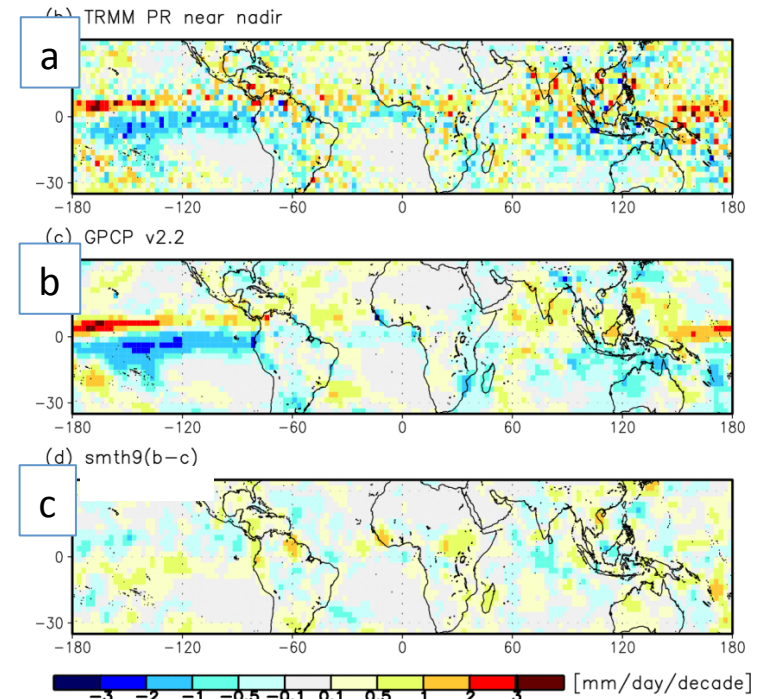 (b) TRMM PR near nadir
a
0
−30
−180 −120 −60 0 60 120 180
(c) GPCP v2.2
b
0
−30
−180 −120 −60 0 60 120 180
(d) smth9(b−c)
c
0
−30
−180 −120 −60 0 60 120 180
−3 −2 −1 −0.5 −0.1 0.1 0.5 1 2 3 [mm/day/decade]